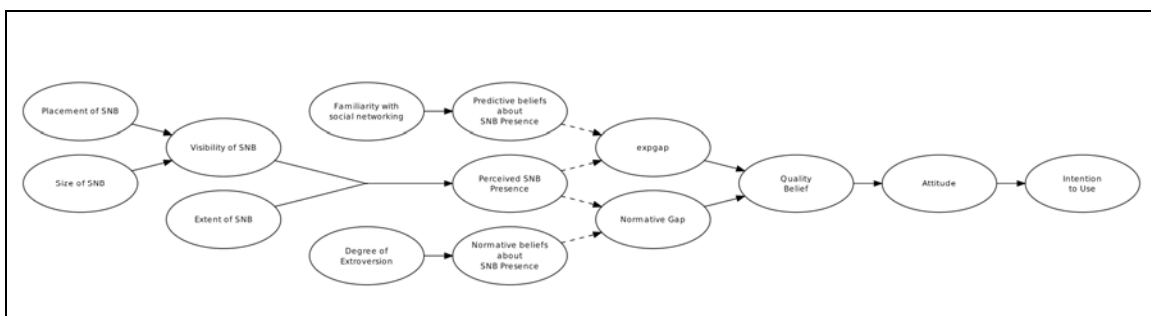 Placement of SNB
Size of SNB
Visibility of SNB
Extent of SNB
Familiarity with
social networking
Degree of
Extroversion
Predictive beliefs
about
SNB Presence
Perceived SNB
Presence
Normative beliefs
about
SNB Presence
expgap
Normative Gap
Quality
Belief
Attitude
Intention
to Use